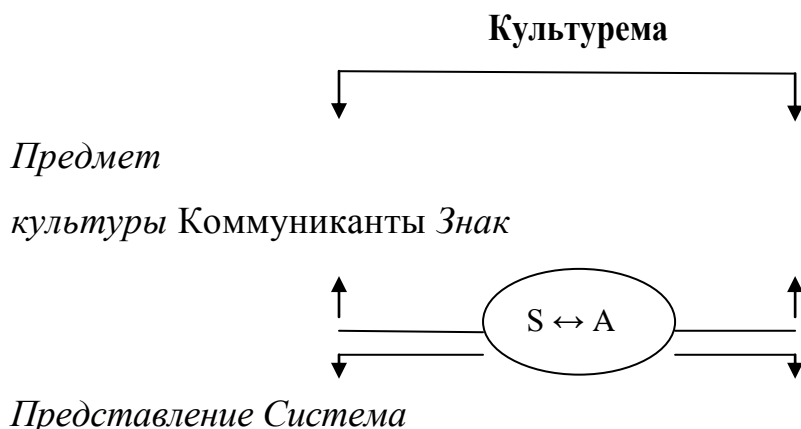 Культурема
Предмет
культуры Коммуниканты Знак
S ↔ A
Представление Система